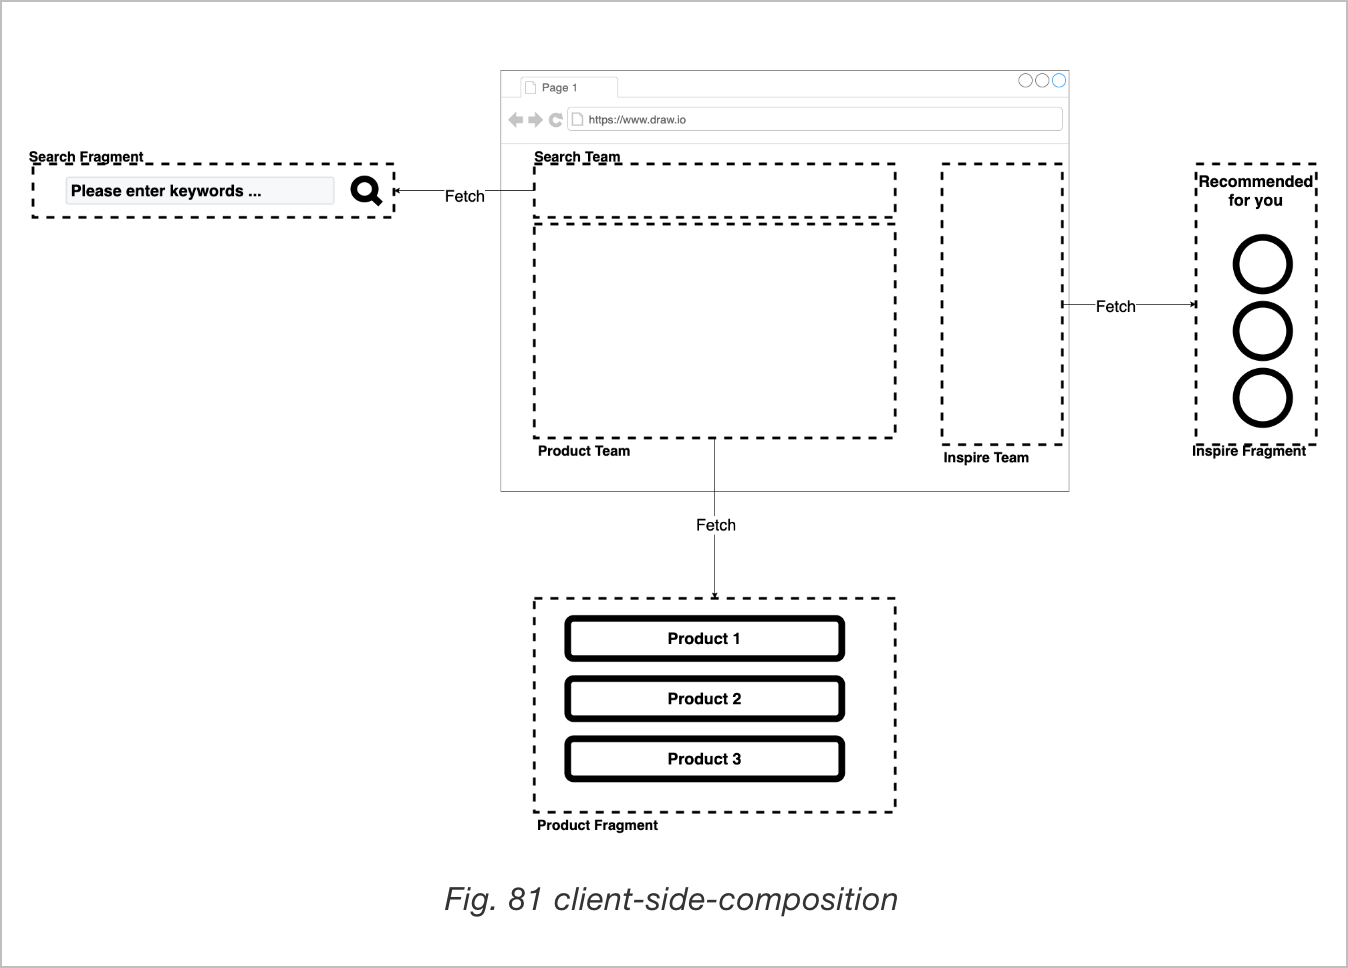 Page 1
https://www.draw.io
Search Fragment
Please enter keywords ...
Fetch
Search Team
Recommended
for you
Fetch
Product Team
Inspire Team
Inspire Fragment
Fetch
Product 1
Product 2
Product 3
Product Fragment
Fig. 81 client-side-composition